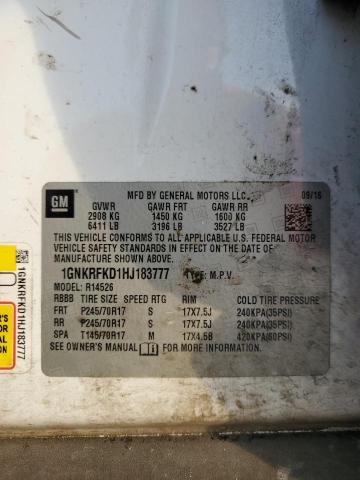 GM
MFD BY GENERAL MOTORS LLC
09/16
GVWR GAWR FRT GAWR RR
2908 KG 1450 KG 1600 KG
6411 LB 3196 LB 3527 LB
THIS VEHICLE CONFORMS TO ALL APPLICABLE U.S. FEDERAL MOTOR
VEHICLE SAFETY STANDARDS IN EFFECT ON THE DATE OF
MANUFACTURE SHOWN ABOVE.
1GNKRFKD1HJ183777 TYPE: M.P.V.
MODEL: R14526
RBBB TIRE SIZE SPEED RTG RIM COLD TIRE PRESSURE
FRT P245/70R17 S 17X7.5J 240KPA(35PSI)
RR P245/70R17 S 17X7.5J 240KPA(35PSI)
SPA T145/70R17 M 17X4.5B 420KPA(60PSI)
SEE OWNER'S MANUAL FOR MORE INFORMATION.
1GNKRFKD1HJ183777